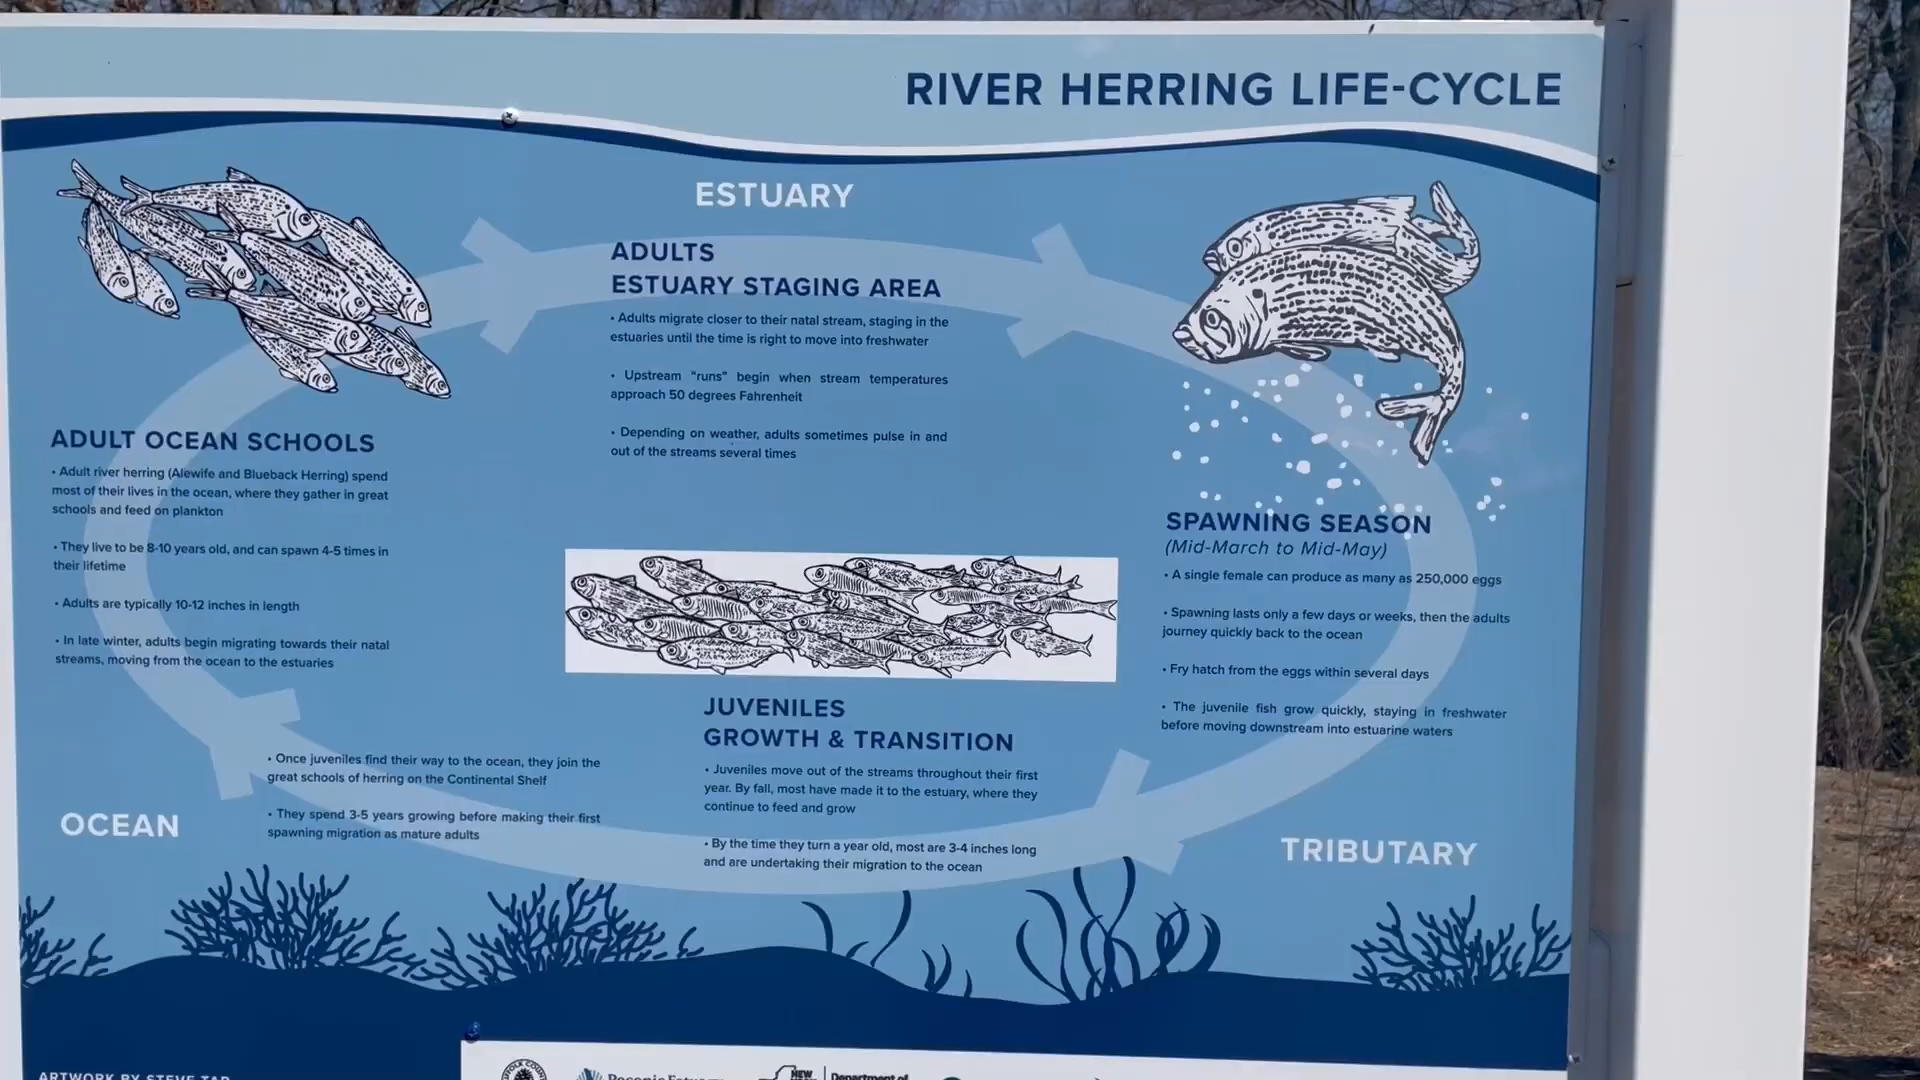 RIVER HERRING LIFE-CYCLE
ESTUARY
ADULTS
ESTUARY STAGING AREA
• Adults migrate closer to their natal stream, staging in the
estuaries until the time is right to move into freshwater
• Upstream “runs” begin when stream temperatures
approach 50 degrees Fahrenheit
• Depending on weather, adults sometimes pulse in and
out of the streams several times
ADULT OCEAN SCHOOLS
• Adult river herring (Alewife and Blueback Herring) spend
most of their lives in the ocean, where they gather in great
schools and feed on plankton
• They live to be 8-10 years old, and can spawn 4-5 times in
their lifetime
• Adults are typically 10-12 inches in length
• In late winter, adults begin migrating towards their natal
streams, moving from the ocean to the estuaries
SPAWNING SEASON
(Mid-March to Mid-May)
• A single female can produce as many as 250,000 eggs
• Spawning lasts only a few days or weeks, then the adults
journey quickly back to the ocean
• Fry hatch from the eggs within several days
• The juvenile fish grow quickly, staying in freshwater
before moving downstream into estuarine waters
JUVENILES
GROWTH & TRANSITION
• Juveniles move out of the streams throughout their first
year. By fall, most have made it to the estuary, where they
continue to feed and grow
• By the time they turn a year old, most are 3-4 inches long
and are undertaking their migration to the ocean
• Once juveniles find their way to the ocean, they join the
great schools of herring on the Continental Shelf
• They spend 3-5 years growing before making their first
spawning migration as mature adults
OCEAN
TRIBUTARY
ARTWORK BY STEVE
NEW
Department of